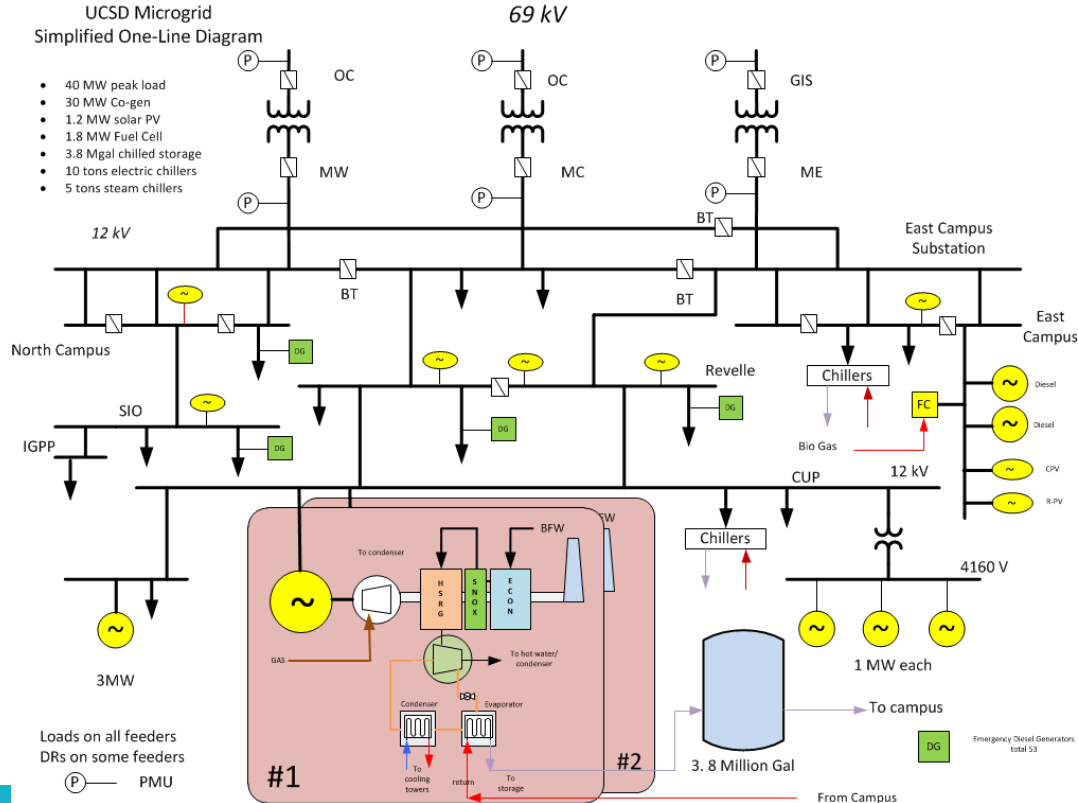 UCSD Microgrid
Simplified One-Line Diagram
69 kV
• 40 MW peak load
• 30 MW Co-gen
• 1.2 MW solar PV
• 1.8 MW Fuel Cell
• 3.8 Mgal chilled storage
• 10 tons electric chillers
• 5 tons steam chillers
P
OC
P
OC
P
GIS
MW
MC
ME
P
P
P
12 kV
BT
East Campus
Substation
BT
BT
~
~
North Campus
East
Campus
DG
~
~
~
Revelle
Chillers
~
Diesel
SIO
~
DG
FC
~
Diesel
IGPP
DG
DG
Bio Gas
12 kV
~
CPV
CUP
~
R-PV
BFW
W
To condenser
Chillers
HSRG
SNOX
ECON
4160 V
~
~
~
~
~
GAS
To hot water/
condenser
3MW
1 MW each
Condenser
Evaporator
To campus
Loads on all feeders
DRs on some feeders
DG
Emergency Diesel Generators
total 53
P
PMU
#1
To
cooling
towers
return
To
storage
#2
3. 8 Million Gal
From Campus